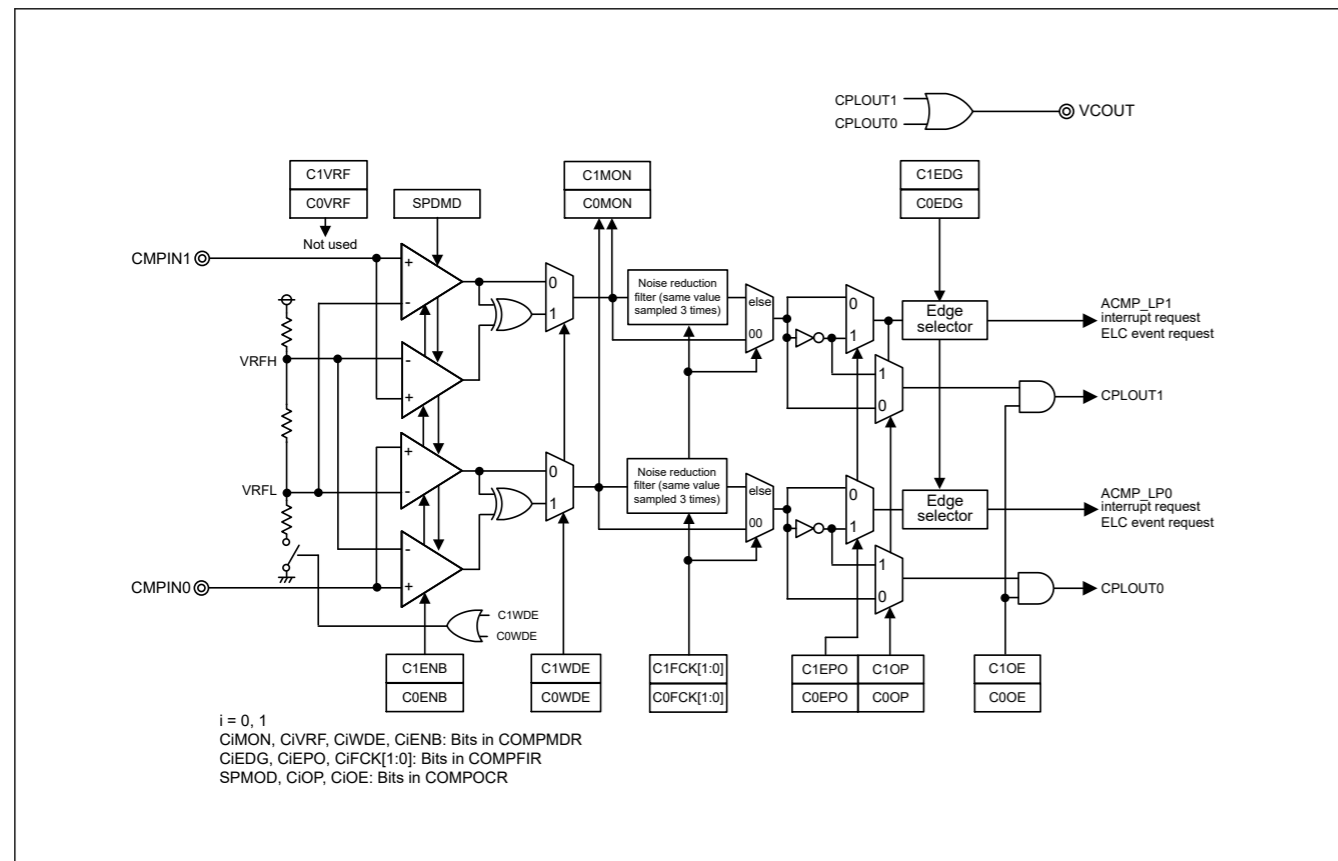 CPLOUT1
CPLOUT0
VCOUT
C1VRF
C0VRF
Not used
SPDMD
C1MON
C0MON
C1EDG
C0EDG
CMPIN1
+
-
0
1
Noise reduction
filter (same value
sampled 3 times)
else
00
0
1
Edge
selector
ACMP_LP1
interrupt request
ELC event request
VRFH
-
+
1
0
CPLOUT1
VRFL
+
-
0
1
Noise reduction
filter (same value
sampled 3 times)
else
00
0
1
Edge
selector
ACMP_LP0
interrupt request
ELC event request
-
+
1
0
CMPIN0
CPLOUT0
C1WDE
C0WDE
C1ENB
C0ENB
C1WDE
C0WDE
C1FCK[1:0]
C0FCK[1:0]
C1EPO
C0EPO
C1OP
C0OP
C1OE
C0OE
i = 0, 1
CiMON, CiVRF, CiWDE, CiENB: Bits in COMPMDR
CiEDG, CiEPO, CiFCK[1:0]: Bits in COMPFIR
SPMOD, CiOP, CiOE: Bits in COMPOCR